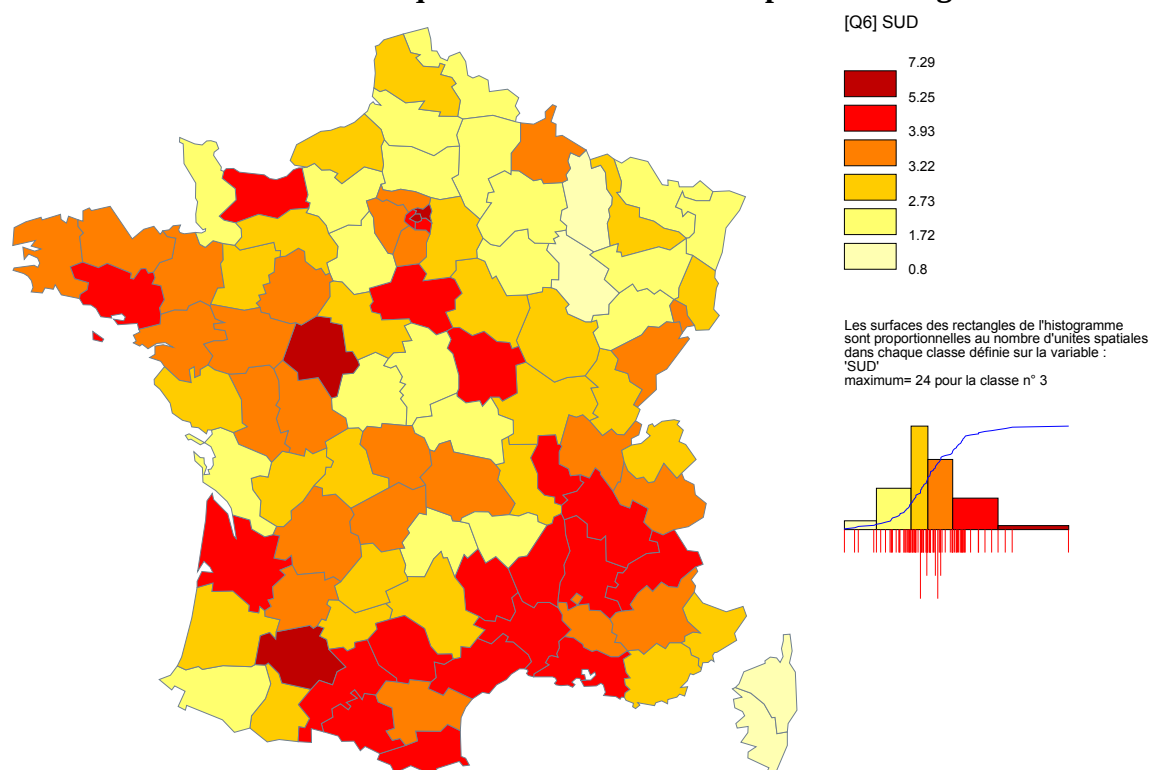 [Q6] SUD
7.29
5.25
3.93
3.22
2.73
1.72
0.8
Les surfaces des rectangles de l'histogramme
sont proportionnelles au nombre d'unites spatiales
dans chaque classe définie sur la variable :
'SUD'
maximum= 24 pour la classe n° 3